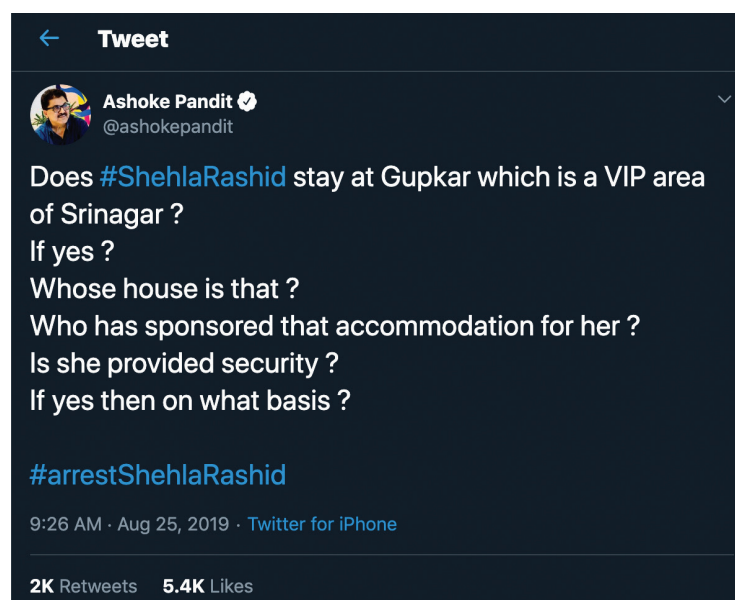 Tweet
Ashoke Pandit
@ashokepandit
Does #ShehlaRashid stay at Gupkar which is a VIP area
of Srinagar ?
If yes ?
Whose house is that ?
Who has sponsored that accommodation for her ?
Is she provided security ?
If yes then on what basis ?
#arrestShehlaRashid
9:26 AM · Aug 25, 2019 · Twitter for iPhone
2K Retweets 5.4K Likes